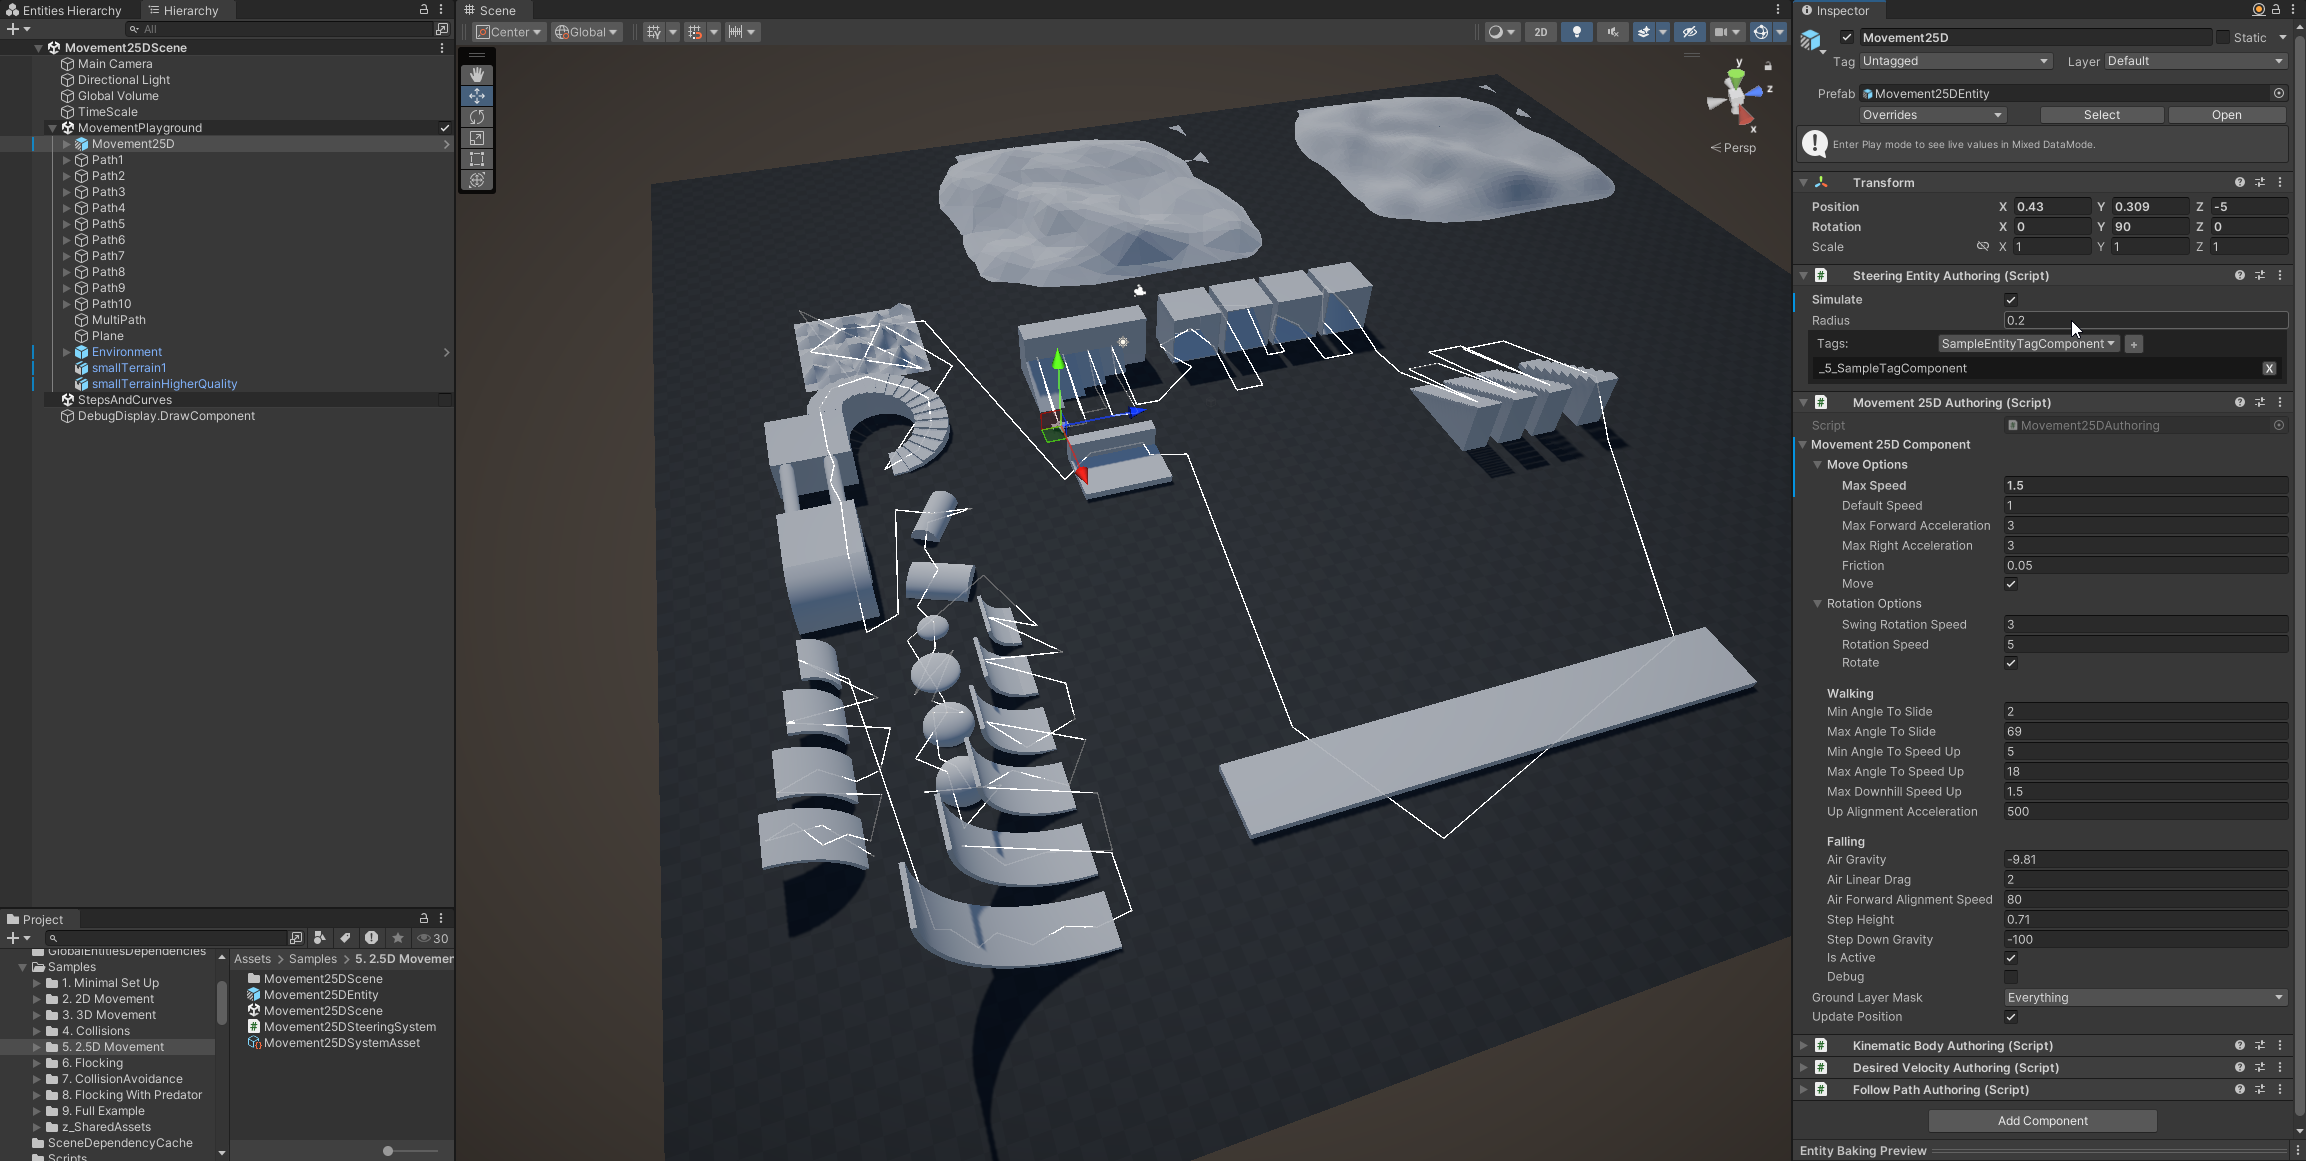 Entities Hierarchy
Hierarchy
All
Movement25DScene
Main Camera
Directional Light
Global Volume
TimeScale
MovementPlayground
Movement25D
Path1
Path2
Path3
Path4
Path5
Path6
Path7
Path8
Path9
Path10
MultiPath
Plane
Environment
smallTerrain1
smallTerrainHigherQuality
StepsAndCurves
DebugDisplay.DrawComponent
Project
30
GlobalEntitiesDependencies
Samples
1. Minimal Set Up
2. 2D Movement
3. 3D Movement
4. Collisions
5. 2.5D Movement
6. Flocking
7. CollisionAvoidance
8. Flocking With Predator
9. Full Example
z_SharedAssets
SceneDependencyCache
Scripts
Assets > Samples > 5. 2.5D Movemen
Movement25DScene
Movement25DEntity
Movement25DScene
Movement25DSteeringSystem
Movement25DSystemAsset
Scene
Center
Global
2D
y
z
x
Persp
Inspector
Movement25D
Static
Tag Untagged
Layer Default
Prefab Movement25DEntity
Overrides
Select
Open
Enter Play mode to see live values in Mixed DataMode.
Transform
Position X 0.43 Y 0.309 Z -5
Rotation X 0 Y 90 Z 0
Scale X 1 Y 1 Z 1
Steering Entity Authoring (Script)
Simulate
Radius 0.2
Tags: SampleEntityTagComponent +
_5_SampleTagComponent X
Movement 25D Authoring (Script)
Script Movement25DAuthoring
Movement 25D Component
Move Options
Max Speed 1.5
Default Speed 1
Max Forward Acceleration 3
Max Right Acceleration 3
Friction 0.05
Move
Rotation Options
Swing Rotation Speed 3
Rotation Speed 5
Rotate
Walking
Min Angle To Slide 2
Max Angle To Slide 69
Min Angle To Speed Up 5
Max Angle To Speed Up 18
Max Downhill Speed Up 1.5
Up Alignment Acceleration 500
Falling
Air Gravity -9.81
Air Linear Drag 2
Air Forward Alignment Speed 80
Step Height 0.71
Step Down Gravity -100
Is Active
Debug
Ground Layer Mask Everything
Update Position
Kinematic Body Authoring (Script)
Desired Velocity Authoring (Script)
Follow Path Authoring (Script)
Add Component
Entity Baking Preview